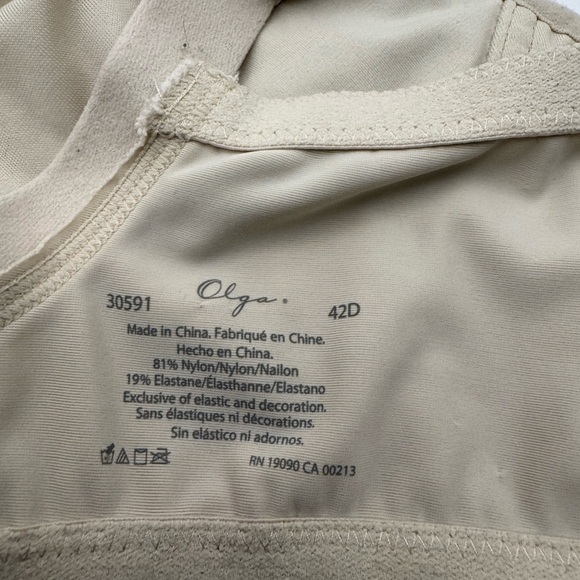 Olga®
30591 42D
Made in China. Fabriqué en Chine.
Hecho en China.
81% Nylon/Nylon/Nailon
19% Elastane/Élasthanne/Elastano
Exclusive of elastic and decoration.
Sans élastiques ni décorations.
Sin elástico ni adornos.
RN 19090 CA 00213